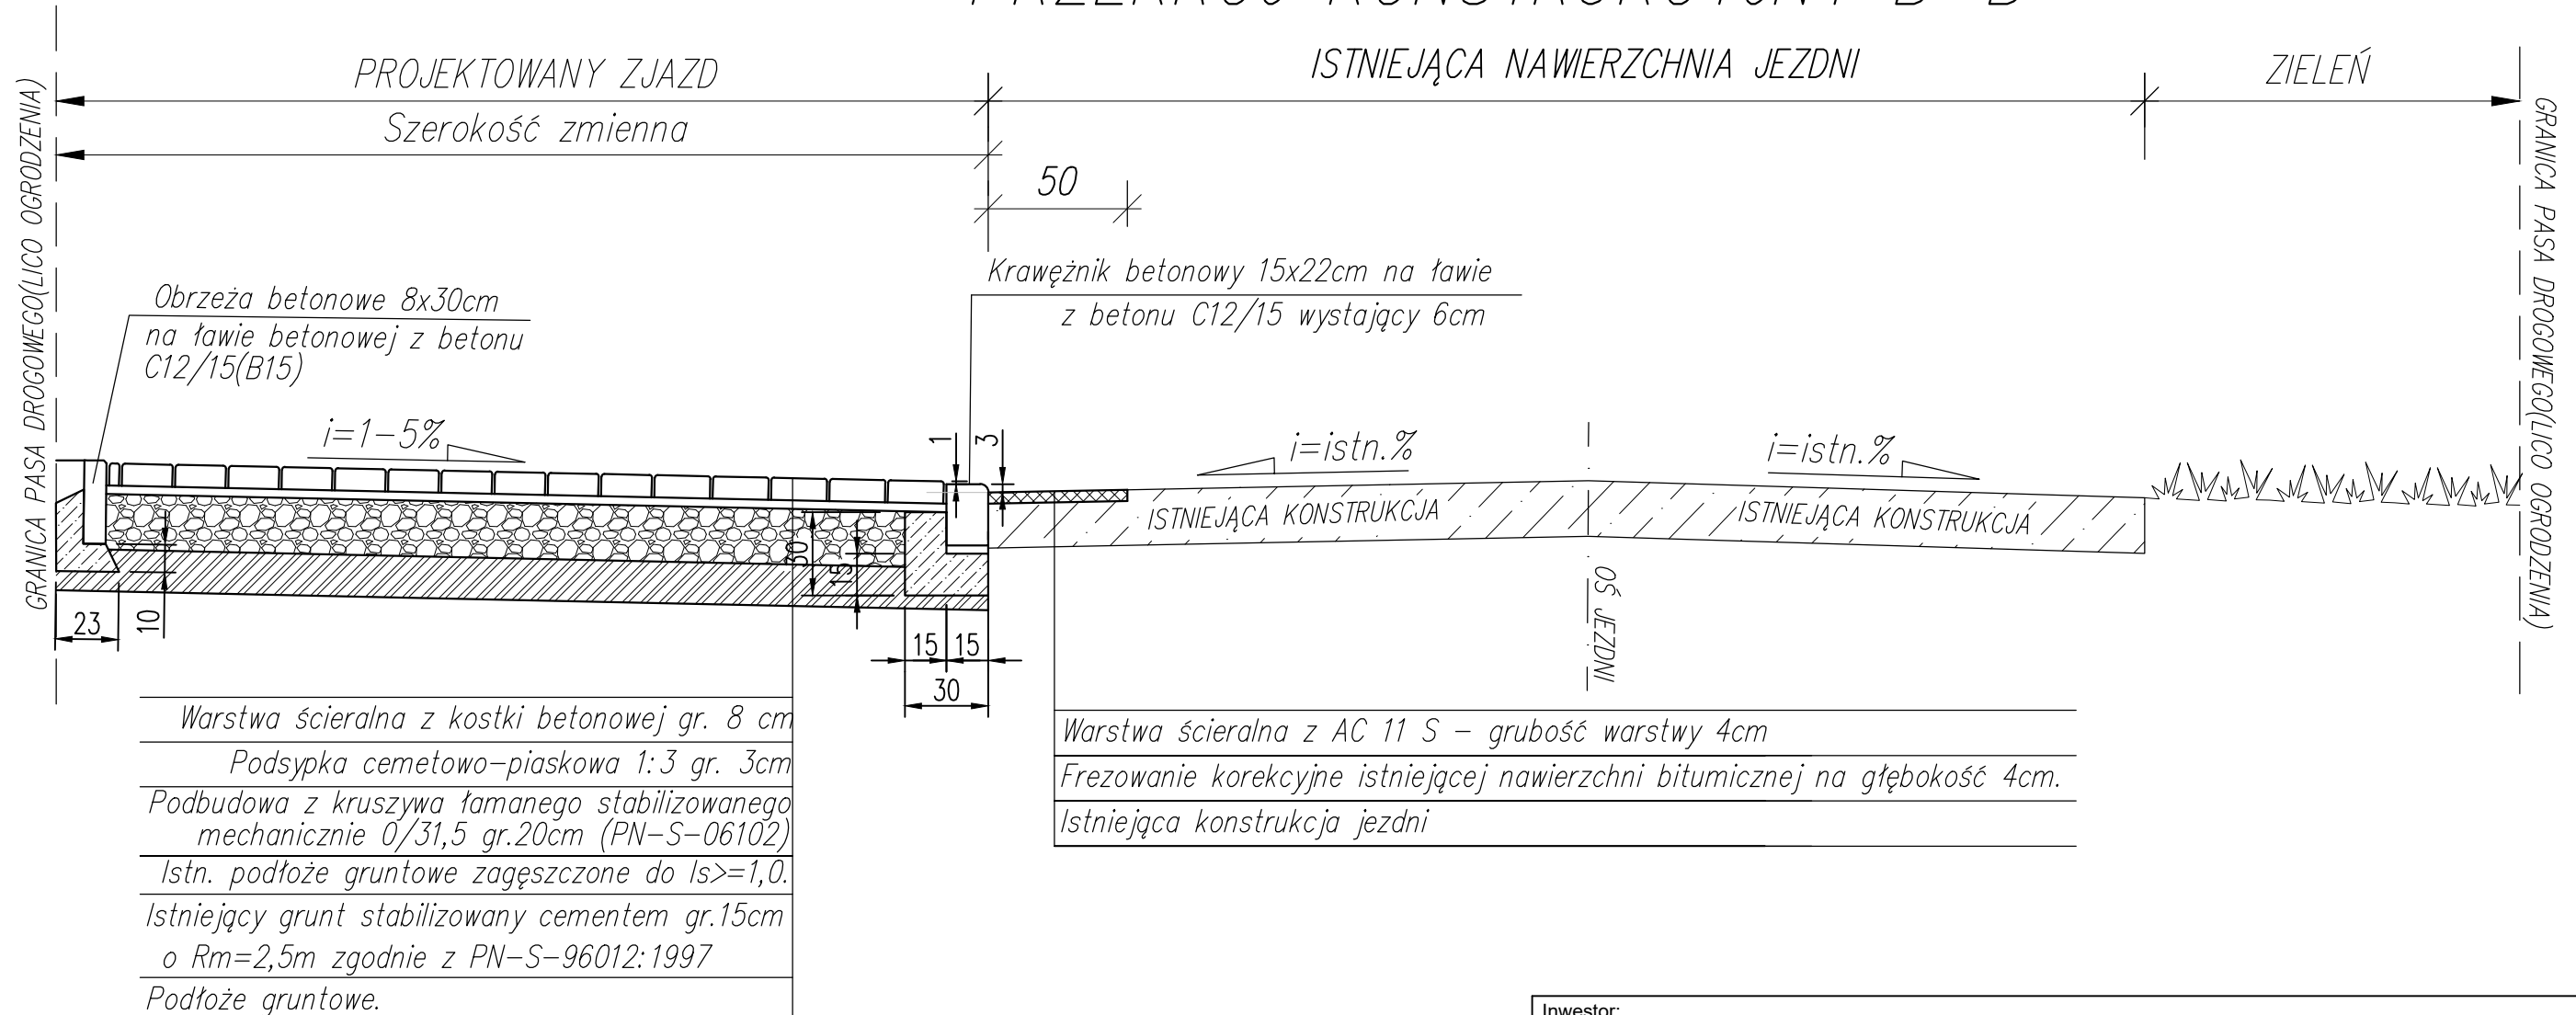 PRZEKRÓJ KONSTRUKCYJNY B-B
PROJEKTOWANY ZJAZD
ISTNIEJĄCA NAWIERZCHNIA JEZDNI
ZIELEŃ
Szerokość zmienna
50
GRANICA PASA DROGOWEGO(LICO OGRODZENIA)
GRANICA PASA DROGOWEGO(LICO OGRODZENIA)
Krawężnik betonowy 15x22cm na ławie
z betonu C12/15 wystający 6cm
Obrzeża betonowe 8x30cm
na ławie betonowej z betonu
C12/15(B15)
i=1-5%
1
3
i=istn.%
i=istn.%
ISTNIEJĄCA KONSTRUKCJA
ISTNIEJĄCA KONSTRUKCJA
30
15
OŚ JEZDNI
23
10
15
15
30
Warstwa ścieralna z kostki betonowej gr. 8 cm
Podsypka cemetowo-piaskowa 1:3 gr. 3cm
Podbudowa z kruszywa łamanego stabilizowanego
mechanicznie 0/31,5 gr.20cm (PN-S-06102)
Istn. podłoże gruntowe zagęszczone do Is>=1,0.
Istniejący grunt stabilizowany cementem gr.15cm
o Rm=2,5m zgodnie z PN-S-96012:1997
Podłoże gruntowe.
Warstwa ścieralna z AC 11 S - grubość warstwy 4cm
Frezowanie korekcyjne istniejącej nawierzchni bitumicznej na głębokość 4cm.
Istniejąca konstrukcja jezdni
Inwestor: